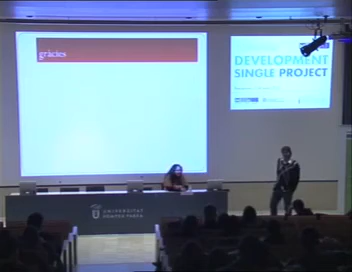 gràcies
DEVELOPMENT
SINGLE PROJECT
UNIVERSITAT
POMPEU FABRA